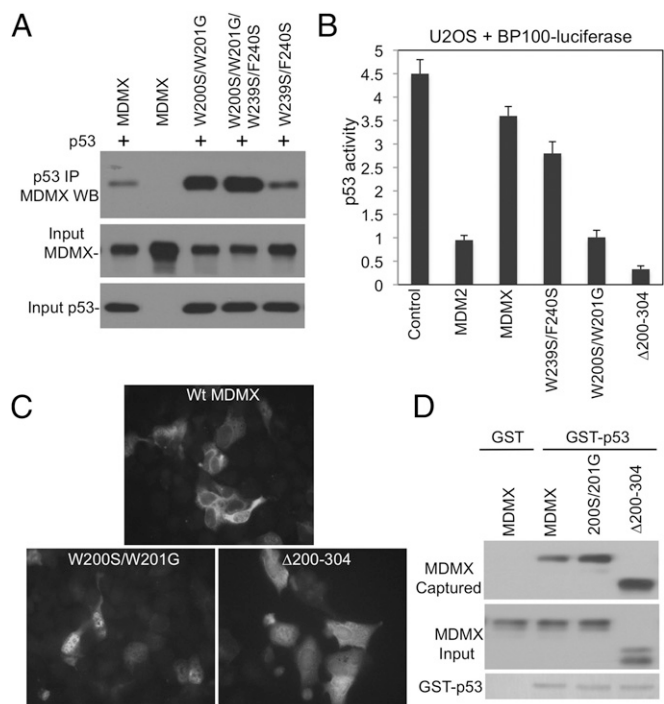 A
MDMX
MDMX
W200S/W201G
W200S/W201G/
W239S/F240S
W239S/F240S
p53
+
+
+
+
p53 IP
MDMX WB
Input
MDMX-
Input p53-
B
U2OS + BP100-luciferase
p53 activity
5
4.5
4
3.5
3
2.5
2
1.5
1
0.5
0
Control
MDM2
MDMX
W239S/F240S
W200S/W201G
Δ200-304
C
Wt MDMX
W200S/W201G
Δ200-304
D
GST
GST-p53
MDMX
MDMX
200S/201G
Δ200-304
MDMX
Captured
MDMX
Input
GST-p53